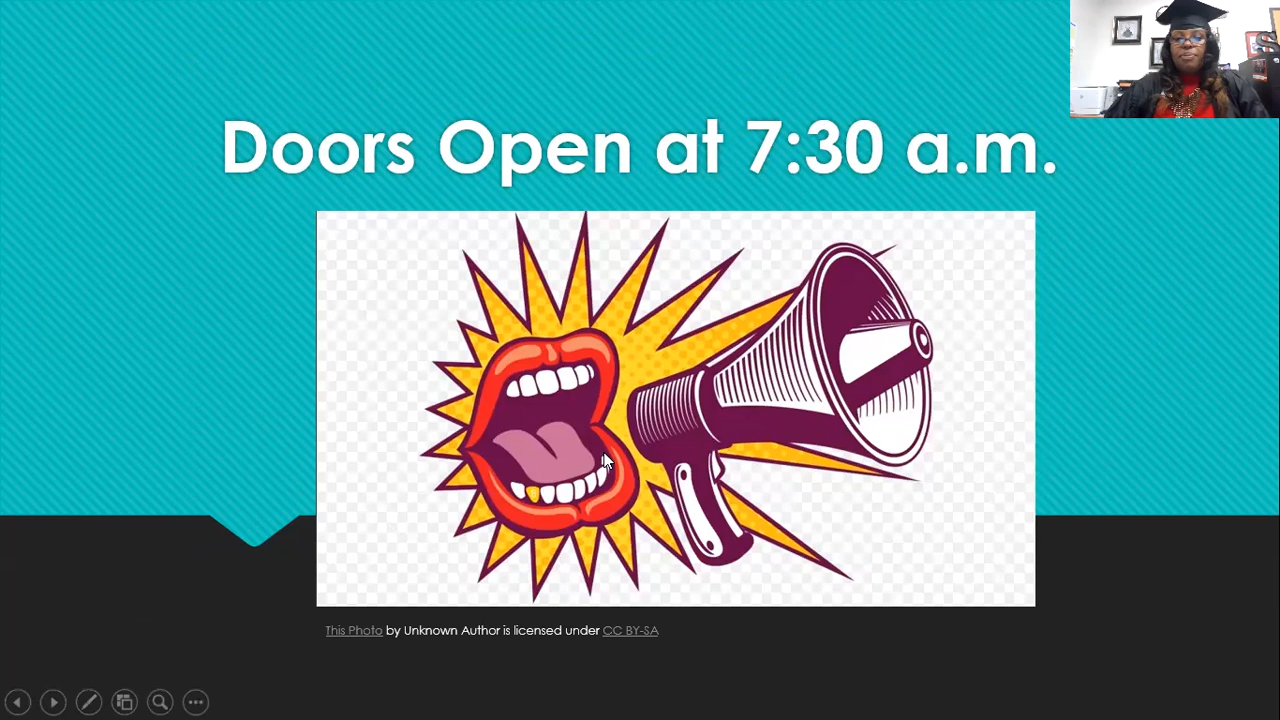 Doors Open at 7:30 a.m.
This Photo by Unknown Author is licensed under CC BY-SA